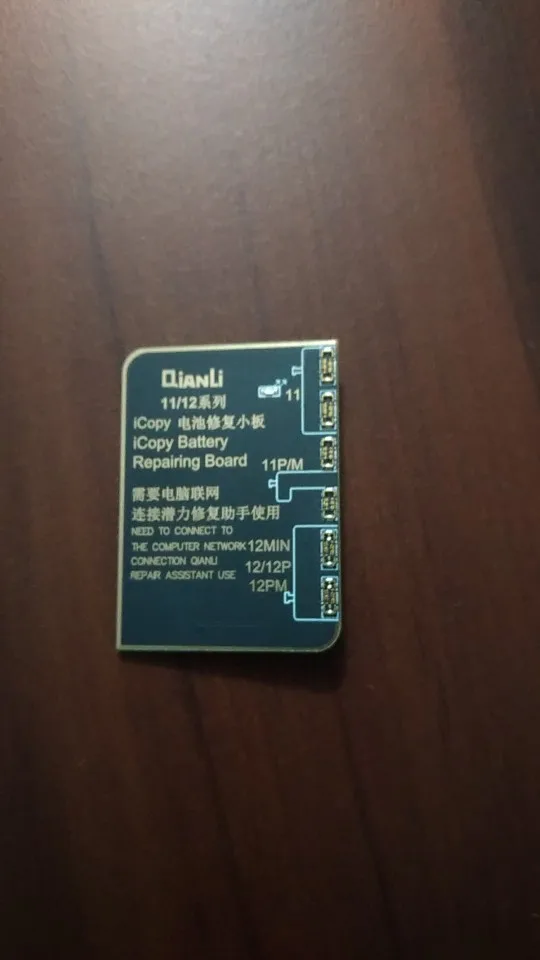 QIANLI
11/12系列
iCopy 电池修复小板
iCopy Battery
Repairing Board
需要电脑联网
连接潜力修复助手使用
NEED TO CONNECT TO
THE COMPUTER NETWORK
CONNECTION QIANLI
REPAIR ASSISTANT USE
11
11P/M
12MIN
12/12P
12PM